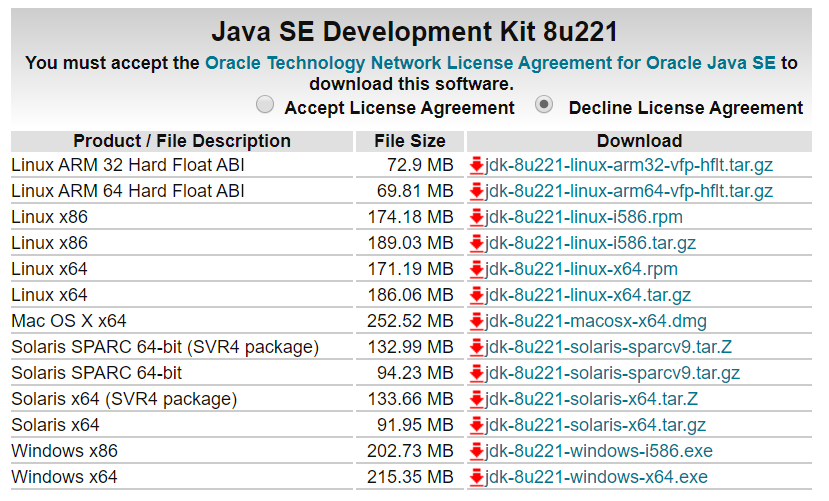 Java SE Development Kit 8u221
You must accept the Oracle Technology Network License Agreement for Oracle Java SE to
download this software.
Accept License Agreement Decline License Agreement
Product / File Description File Size Download
Linux ARM 32 Hard Float ABI 72.9 MB jdk-8u221-linux-arm32-vfp-hflt.tar.gz
Linux ARM 64 Hard Float ABI 69.81 MB jdk-8u221-linux-arm64-vfp-hflt.tar.gz
Linux x86 174.18 MB jdk-8u221-linux-i586.rpm
Linux x86 189.03 MB jdk-8u221-linux-i586.tar.gz
Linux x64 171.19 MB jdk-8u221-linux-x64.rpm
Linux x64 186.06 MB jdk-8u221-linux-x64.tar.gz
Mac OS X x64 252.52 MB jdk-8u221-macosx-x64.dmg
Solaris SPARC 64-bit (SVR4 package) 132.99 MB jdk-8u221-solaris-sparcv9.tar.Z
Solaris SPARC 64-bit 94.23 MB jdk-8u221-solaris-sparcv9.tar.gz
Solaris x64 (SVR4 package) 133.66 MB jdk-8u221-solaris-x64.tar.Z
Solaris x64 91.95 MB jdk-8u221-solaris-x64.tar.gz
Windows x86 202.73 MB jdk-8u221-windows-i586.exe
Windows x64 215.35 MB jdk-8u221-windows-x64.exe